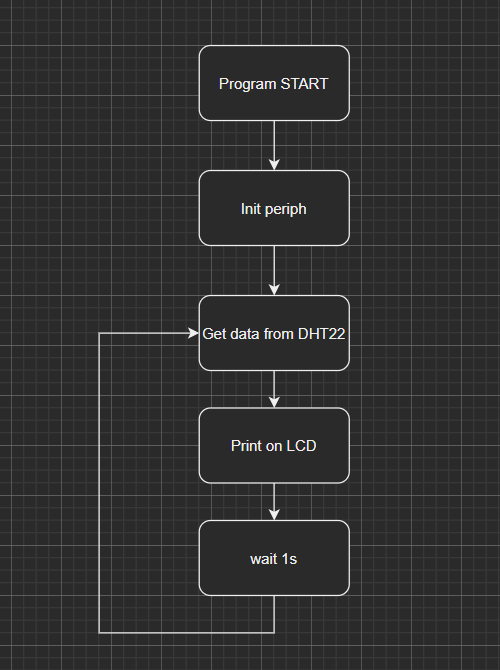 Program START
Init periph
Get data from DHT22
Print on LCD
wait 1s